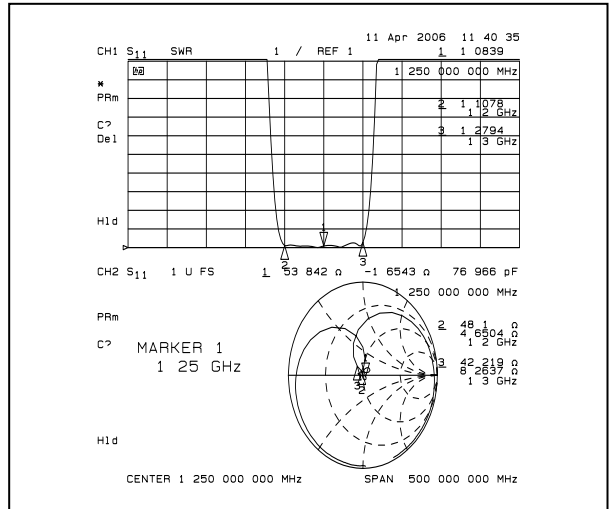 11 Apr 2006 11 40 35
CH1 S11 SWR 1 / REF 1 1 1 0839
1 250 000 000 MHz
*
PRm
2 1 1078
1 2 GHz
C?
3 1 2794
Del
1 3 GHz
Hld
1
2
3
CH2 S11 1 U FS 1 53 842 Ω -1 6543 Ω 76 966 pF
1 250 000 000 MHz
PRm
2 48 1 Ω
4 6504 Ω
1 2 GHz
C?
MARKER 1
1 25 GHz
3 42 219 Ω
8 2637 Ω
1 3 GHz
1
3
2
Hld
CENTER 1 250 000 000 MHz SPAN 500 000 000 MHz